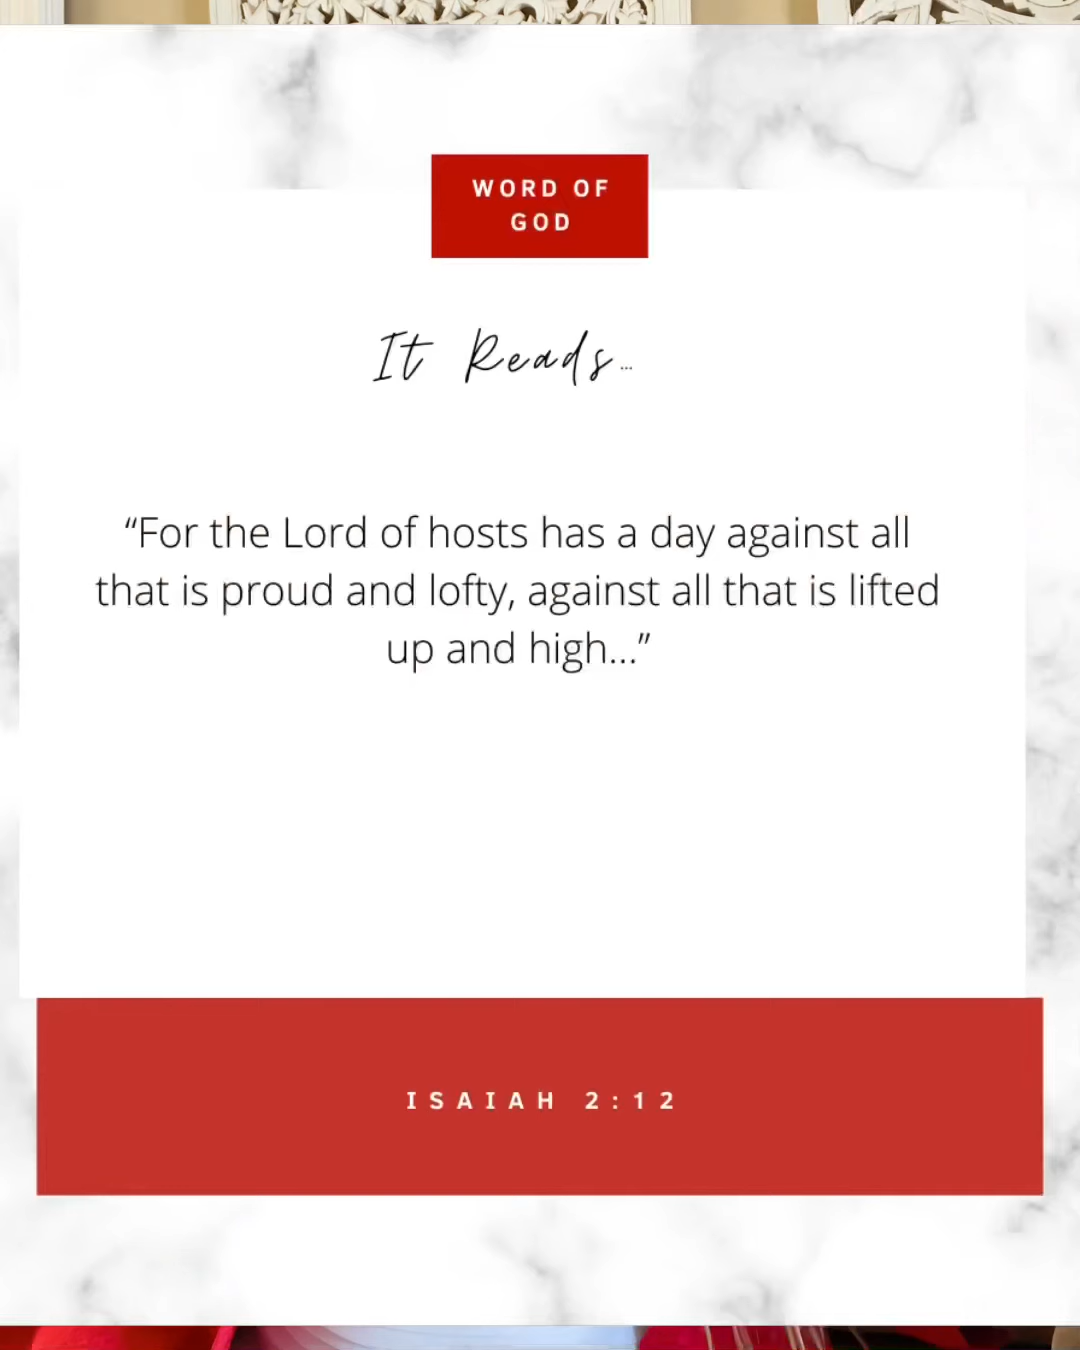 WORD OF
GOD
It Reads...
“For the Lord of hosts has a day against all
that is proud and lofty, against all that is lifted
up and high...”
ISAIAH 2:12